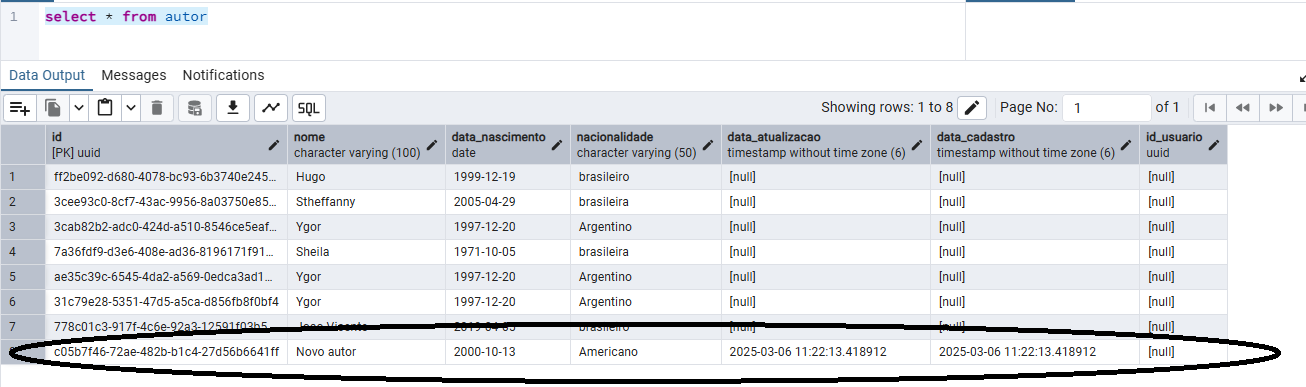 1 select * from autor
Data Output Messages Notifications
SQL Showing rows: 1 to 8 Page No: 1 of 1
id nome data_nascimento nacionalidade data_atualizacao data_cadastro id_usuario
[PK] uuid character varying (100) date character varying (50) timestamp without time zone (6) timestamp without time zone (6) uuid
1 ff2be092-d680-4078-bc93-6b3740e245... Hugo 1999-12-19 brasileiro [null] [null] [null]
2 3cee93c0-8cf7-43ac-9956-8a03750e85... Stheffanny 2005-04-29 brasileira [null] [null] [null]
3 3cab82b2-adc0-424d-a510-8546ce5eaf... Ygor 1997-12-20 Argentino [null] [null] [null]
4 7a36fdf9-d3e6-408e-ad36-8196171f91... Sheila 1971-10-05 brasileira [null] [null] [null]
5 ae35c39c-6545-4da2-a569-0edca3ad1... Ygor 1997-12-20 Argentino [null] [null] [null]
6 31c79e28-5351-47d5-a5ca-d856fb8f0bf4 Ygor 1997-12-20 Argentino [null] [null] [null]
7 778c01c3-917f-4c6e-92a3-12591f03b5... brasileiro [null] [null] [null]
c05b7f46-72ae-482b-b1c4-27d56b6641ff Novo autor 2000-10-13 Americano 2025-03-06 11:22:13.418912 2025-03-06 11:22:13.418912 [null]